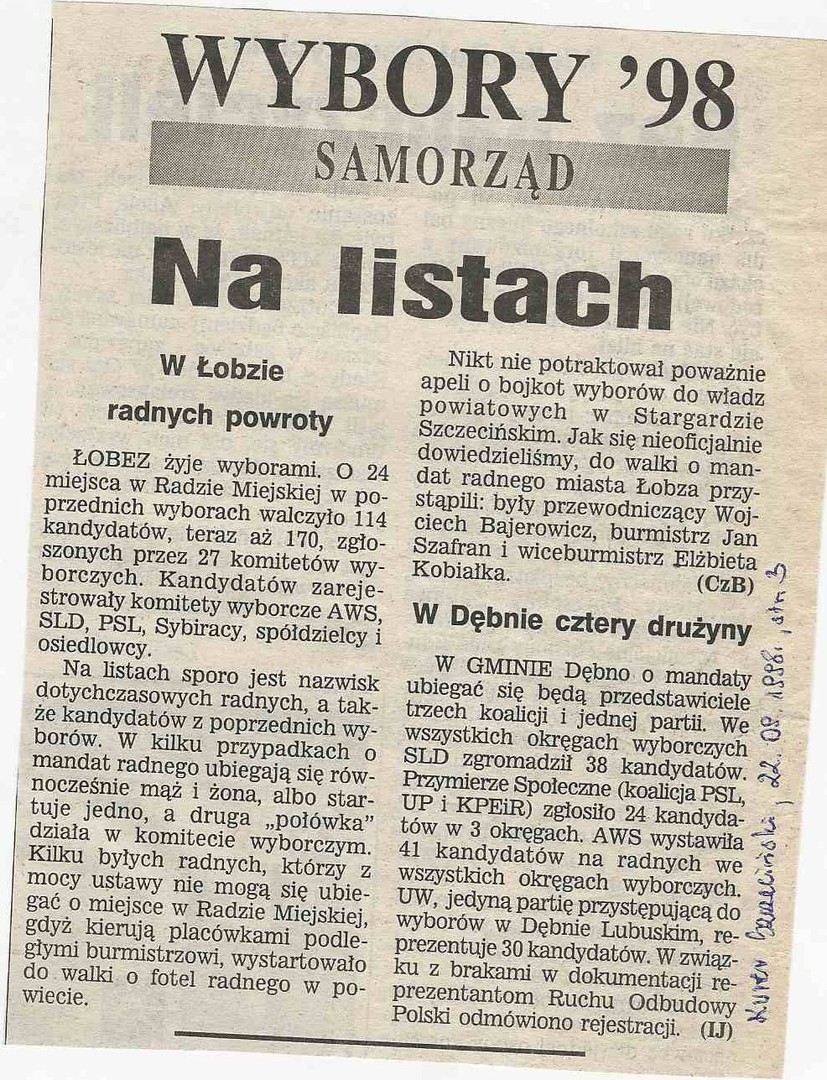 WYBORY ’98
SAMORZĄD
Na listach
W Łobzie
radnych powroty
ŁOBEZ żyje wyborami. O 24
miejsca w Radzie Miejskiej w po-
przednich wyborach walczyło 114
kandydatów, teraz aż 170, zgło-
szonych przez 27 komitetów wy-
borczych. Kandydatów zareje-
strowały komitety wyborcze AWS,
SLD, PSL, Sybiracy, spółdzielcy i
osiedlowcy.
Na listach sporo jest nazwisk
dotychczasowych radnych, a tak-
że kandydatów z poprzednich wy-
borów. W kilku przypadkach o
mandat radnego ubiegają się rów-
nocześnie mąż i żona, albo star-
tuje jedno, a druga „połówka”
działa w komitecie wyborczym.
Kilku byłych radnych, którzy z
mocy ustawy nie mogą się ubie-
gać o miejsce w Radzie Miejskiej,
gdyż kierują placówkami podle-
głymi burmistrzowi, wystartowało
do walki o fotel radnego w po-
wiecie.
Nikt nie potraktował poważnie
apeli o bojkot wyborów do władz
powiatowych w Stargardzie
Szczecińskim. Jak się nieoficjalnie
dowiedzieliśmy, do walki o man-
dat radnego miasta Łobza przy-
stąpili: były przewodniczący Woj-
ciech Bajerowicz, burmistrz Jan
Szafran i wiceburmistrz Elżbieta
Kobiałka. (CzB)
W Dębnie cztery drużyny
W GMINIE Dębno o mandaty
ubiegać się będą przedstawiciele
trzech koalicji i jednej partii. We
wszystkich okręgach wyborczych
SLD zgromadził 38 kandydatów.
Przymierze Społeczne (koalicja PSL,
UP i KPEiR) zgłosiło 24 kandyda-
tów w 3 okręgach. AWS wystawiła
41 kandydatów na radnych we
wszystkich okręgach wyborczych.
UW, jedyną partię przystępującą do
wyborów w Dębnie Lubuskim, re-
prezentuje 30 kandydatów. W związ-
ku z brakami w dokumentacji re-
prezentantom Ruchu Odbudowy
Polski odmówiono rejestracji. (IJ)
Kurier Szczeciński, 22.09.1998, str. 3